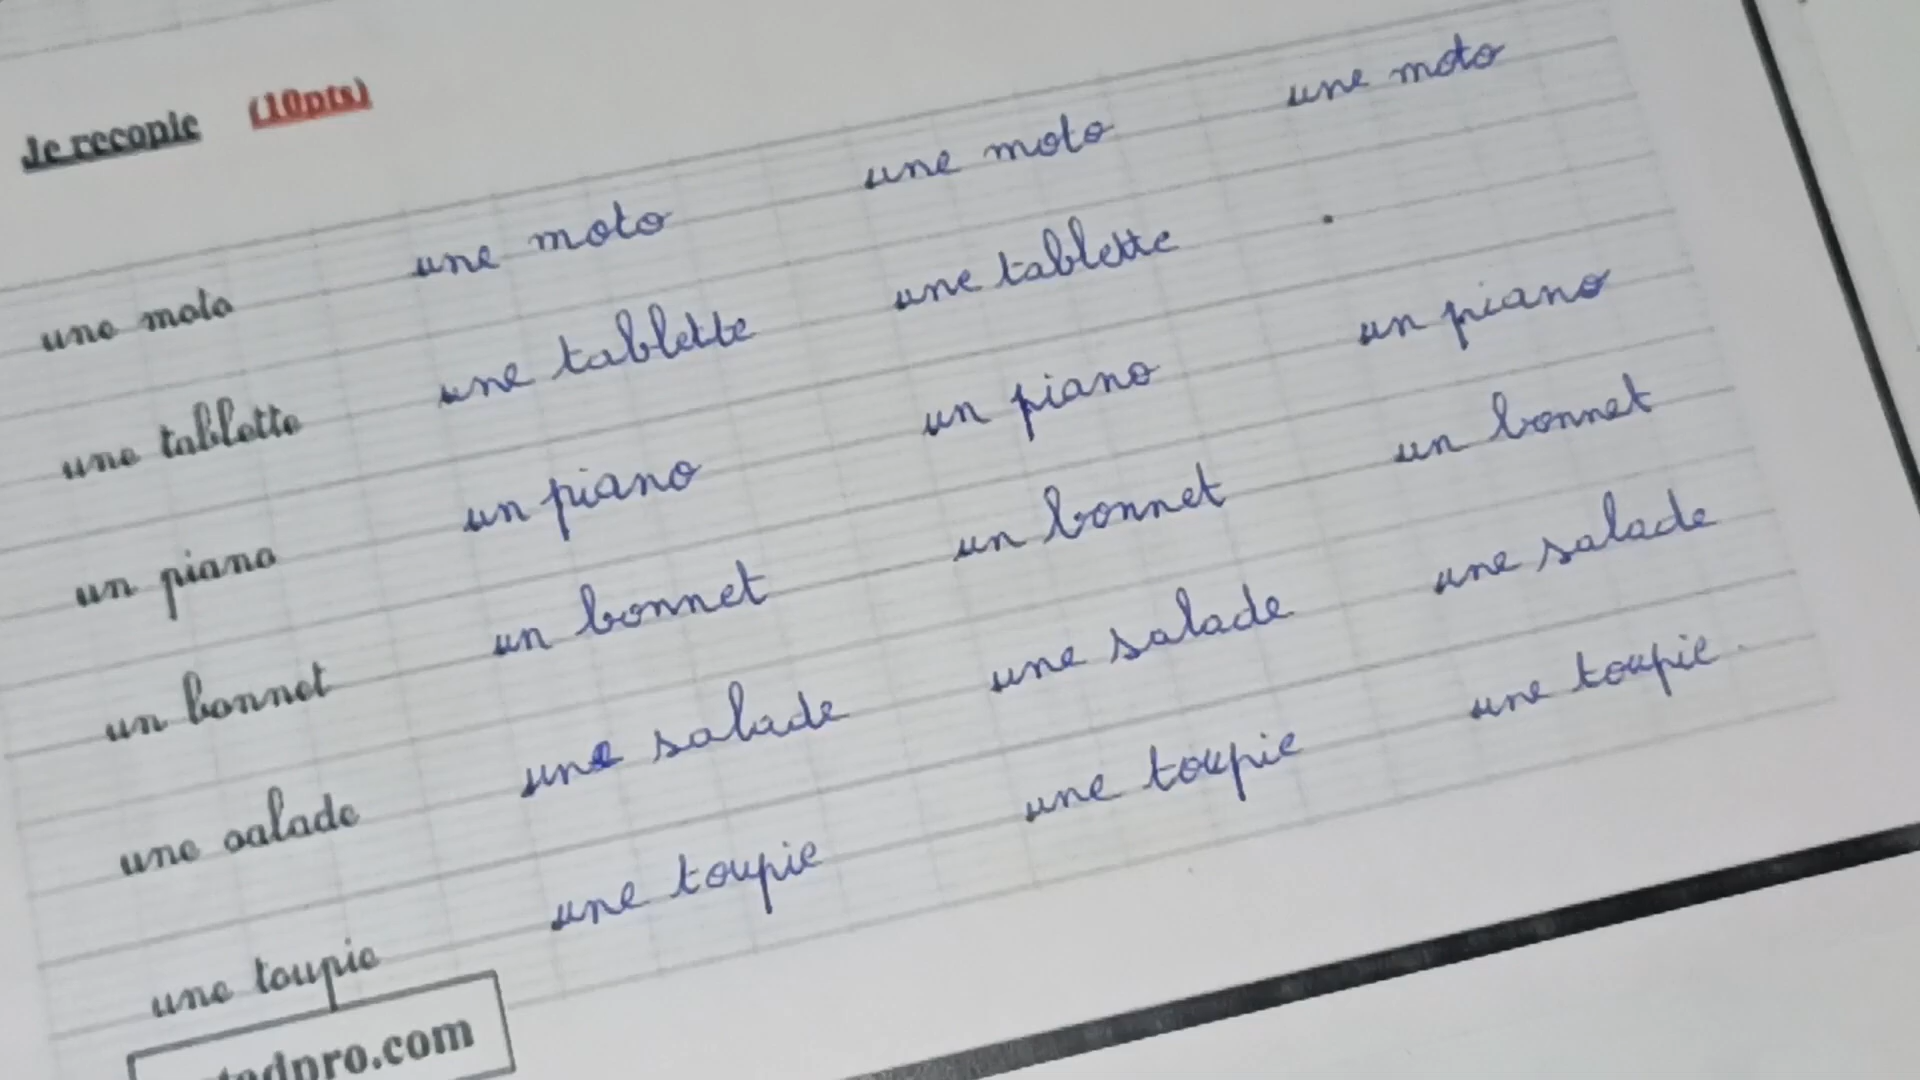 Je recopie (10pts)
une moto une moto une moto une moto
une tablette une tablette une tablette
un piano un piano un piano un piano
un bonnet un bonnet un bonnet un bonnet
une salade une salade une salade une salade
une toupie une toupie une toupie une toupie